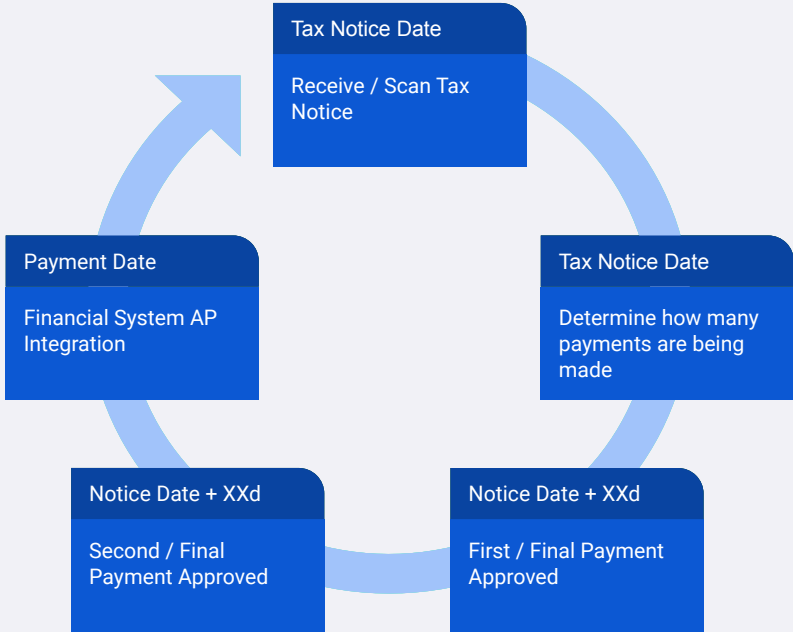 Tax Notice Date
Receive / Scan Tax
Notice
Payment Date
Financial System AP
Integration
Tax Notice Date
Determine how many
payments are being
made
Notice Date + XXd
Second / Final
Payment Approved
Notice Date + XXd
First / Final Payment
Approved